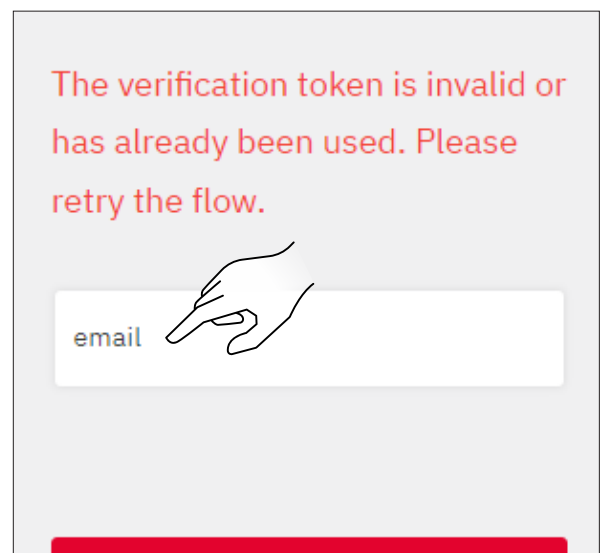 The verification token is invalid or
has already been used. Please
retry the flow.
email